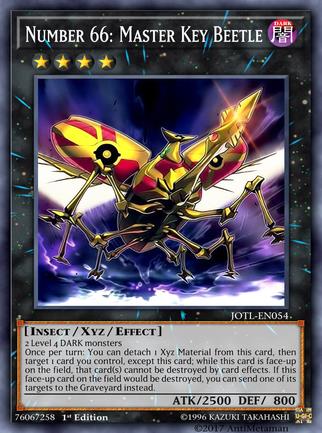 Number 66: Master Key Beetle
DARK
闇
JOTL-EN054
[Insect / Xyz / Effect]
2 Level 4 DARK monsters
Once per turn: You can detach 1 Xyz Material from this card, then
target 1 card you control, except this card; while this card is face-up
on the field, that card(s) cannot be destroyed by card effects. If this
face-up card on the field would be destroyed, you can send one of its
targets to the Graveyard instead.
ATK/2500 DEF/ 800
76067258 1st Edition ©1996 KAZUKI TAKAHASHI
©2017 AntiMetaman